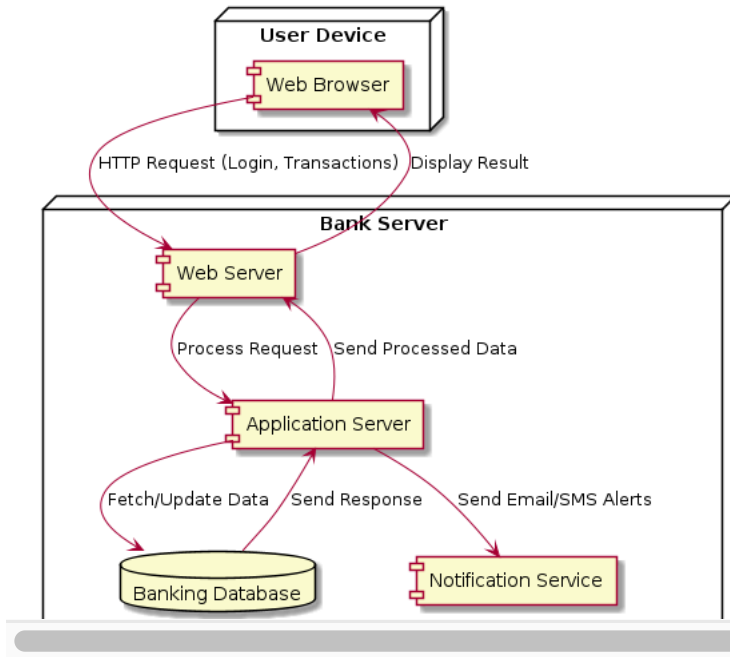 User Device
Web Browser
HTTP Request (Login, Transactions)
Display Result
Bank Server
Web Server
Process Request
Send Processed Data
Application Server
Fetch/Update Data
Send Response
Send Email/SMS Alerts
Banking Database
Notification Service